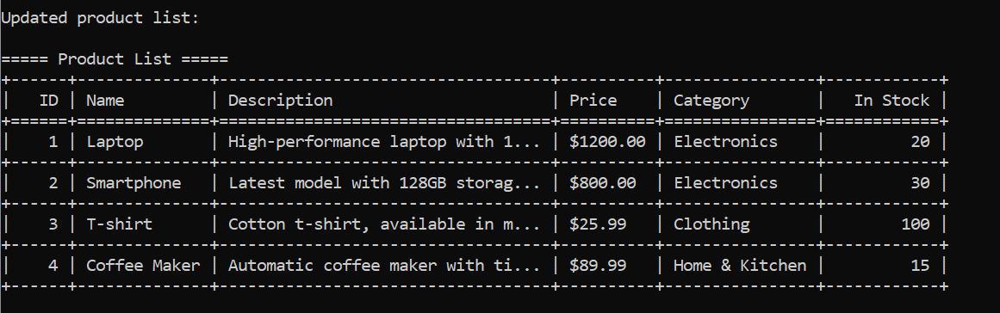 Updated product list:
===== Product List =====
+------+--------------+-----------------------------------+----------+----------------+------------+
|   ID | Name         | Description                       | Price    | Category       |   In Stock |
+======+==============+===================================+==========+================+============+
|    1 | Laptop       | High-performance laptop with 1... | $1200.00 | Electronics    |         20 |
+------+--------------+-----------------------------------+----------+----------------+------------+
|    2 | Smartphone   | Latest model with 128GB storag... | $800.00  | Electronics    |         30 |
+------+--------------+-----------------------------------+----------+----------------+------------+
|    3 | T-shirt      | Cotton t-shirt, available in m... | $25.99   | Clothing       |        100 |
+------+--------------+-----------------------------------+----------+----------------+------------+
|    4 | Coffee Maker | Automatic coffee maker with ti... | $89.99   | Home & Kitchen |         15 |
+------+--------------+-----------------------------------+----------+----------------+------------+